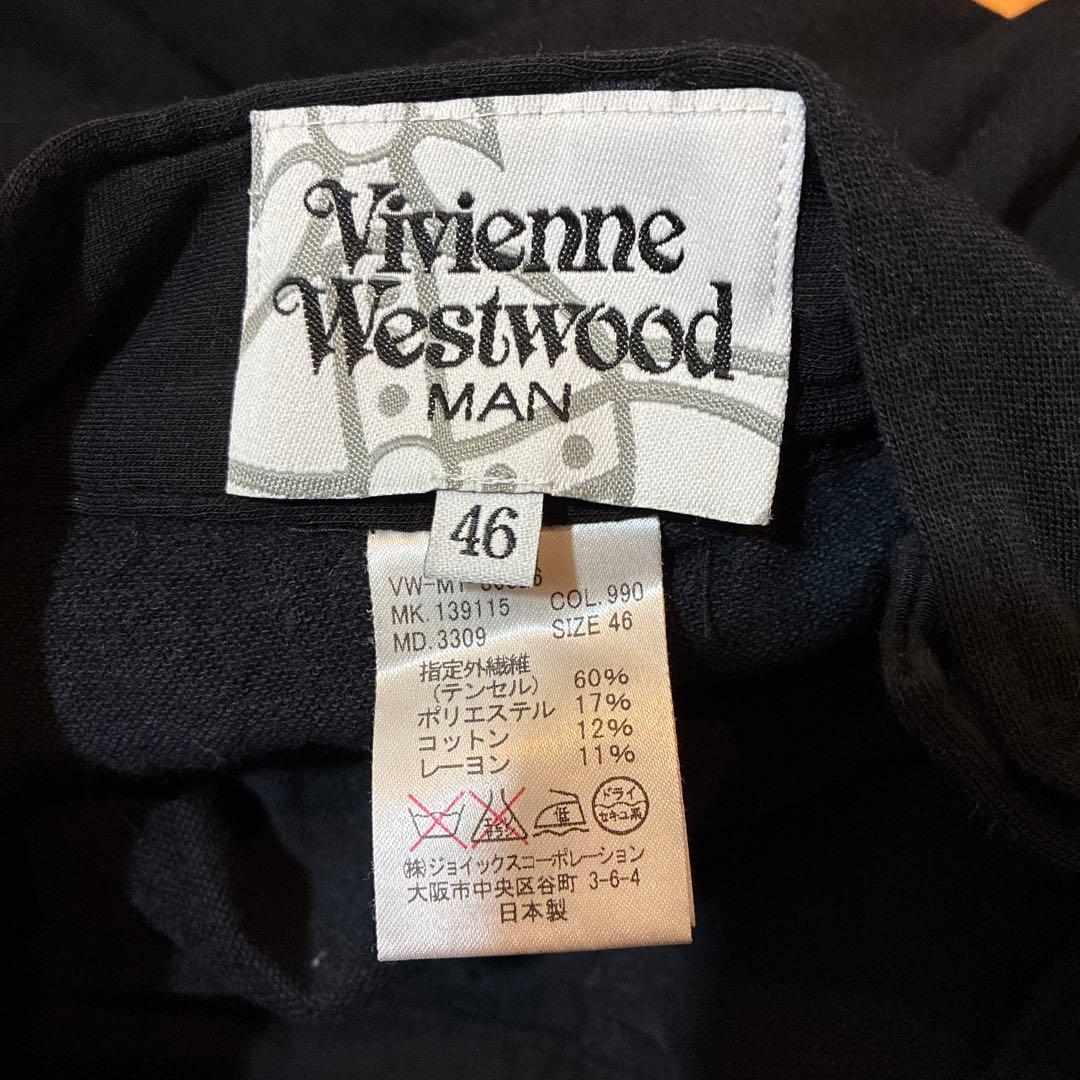 Vivienne
Westwood
MAN
46
MK. 139115 COL. 990
MD. 3309 SIZE 46
指定外繊維
(テンセル) 60%
ポリエステル 17%
コットン 12%
レーヨン 11%
低
ドライ
セキユ系
(株)ジョイックスコーポレーション
大阪市中央区谷町 3-6-4
日本製